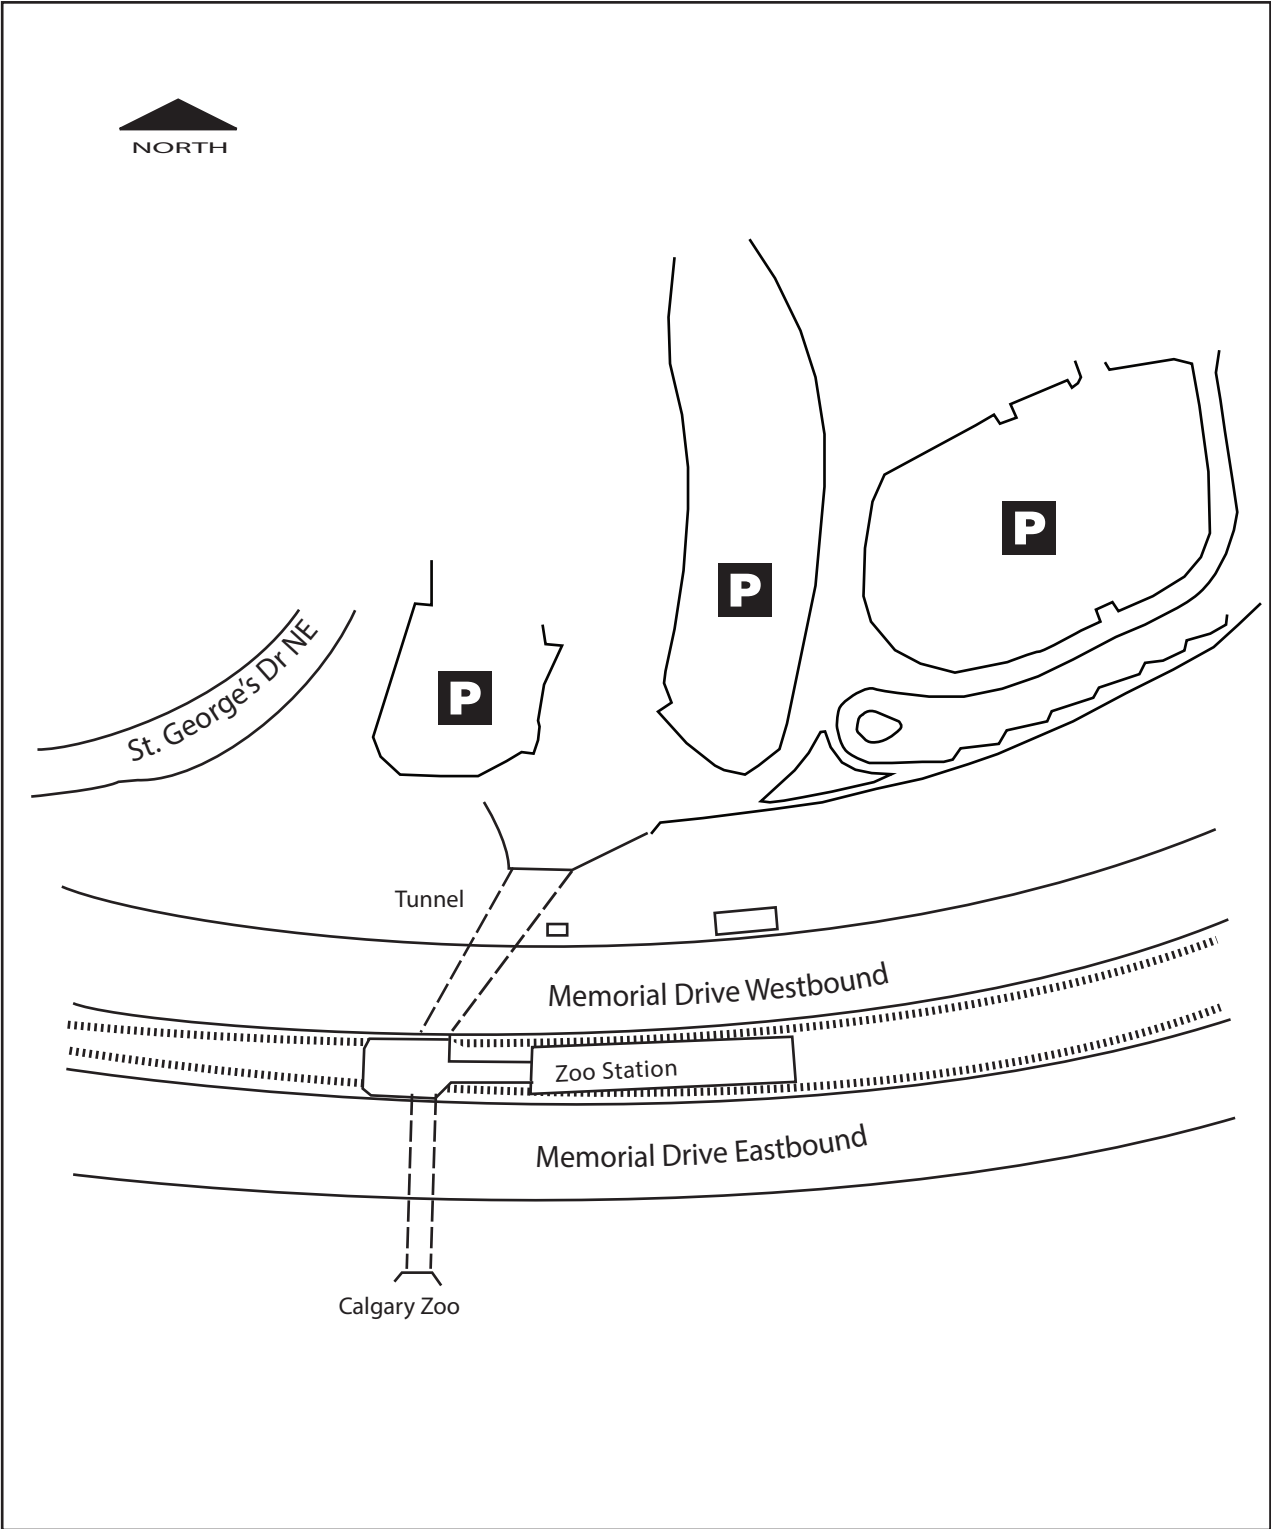 NORTH
P
P
St. George's Dr NE
P
Tunnel
Memorial Drive Westbound
Zoo Station
Memorial Drive Eastbound
Calgary Zoo